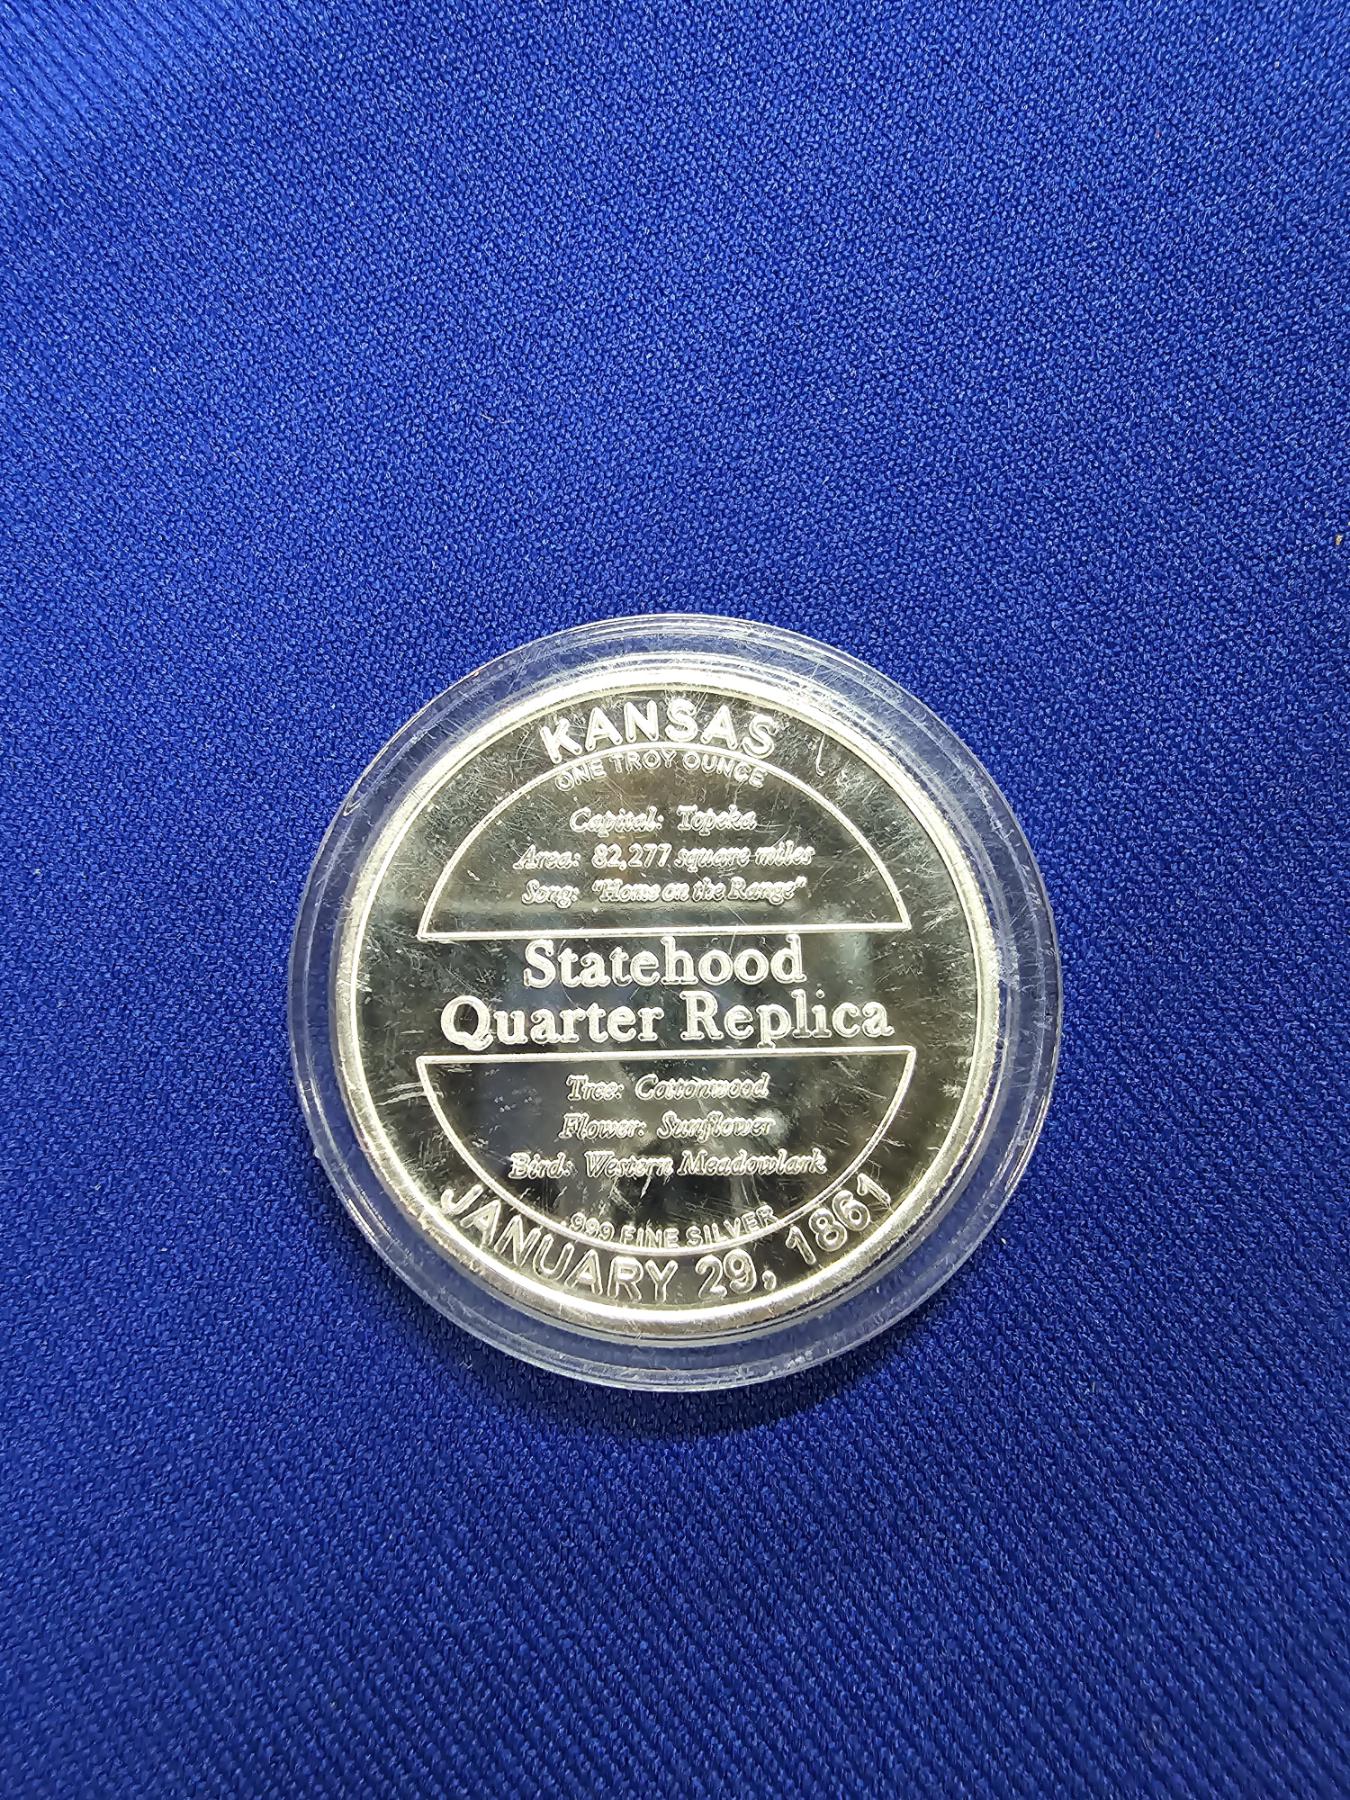 KANSAS
ONE TROY OUNCE
Capital: Topeka
Area: 82,277 square miles
Song: "Home on the Range"
Statehood
Quarter Replica
Tree: Cottonwood
Flower: Sunflower
Bird: Western Meadowlark
.999 FINE SILVER
JANUARY 29, 1861